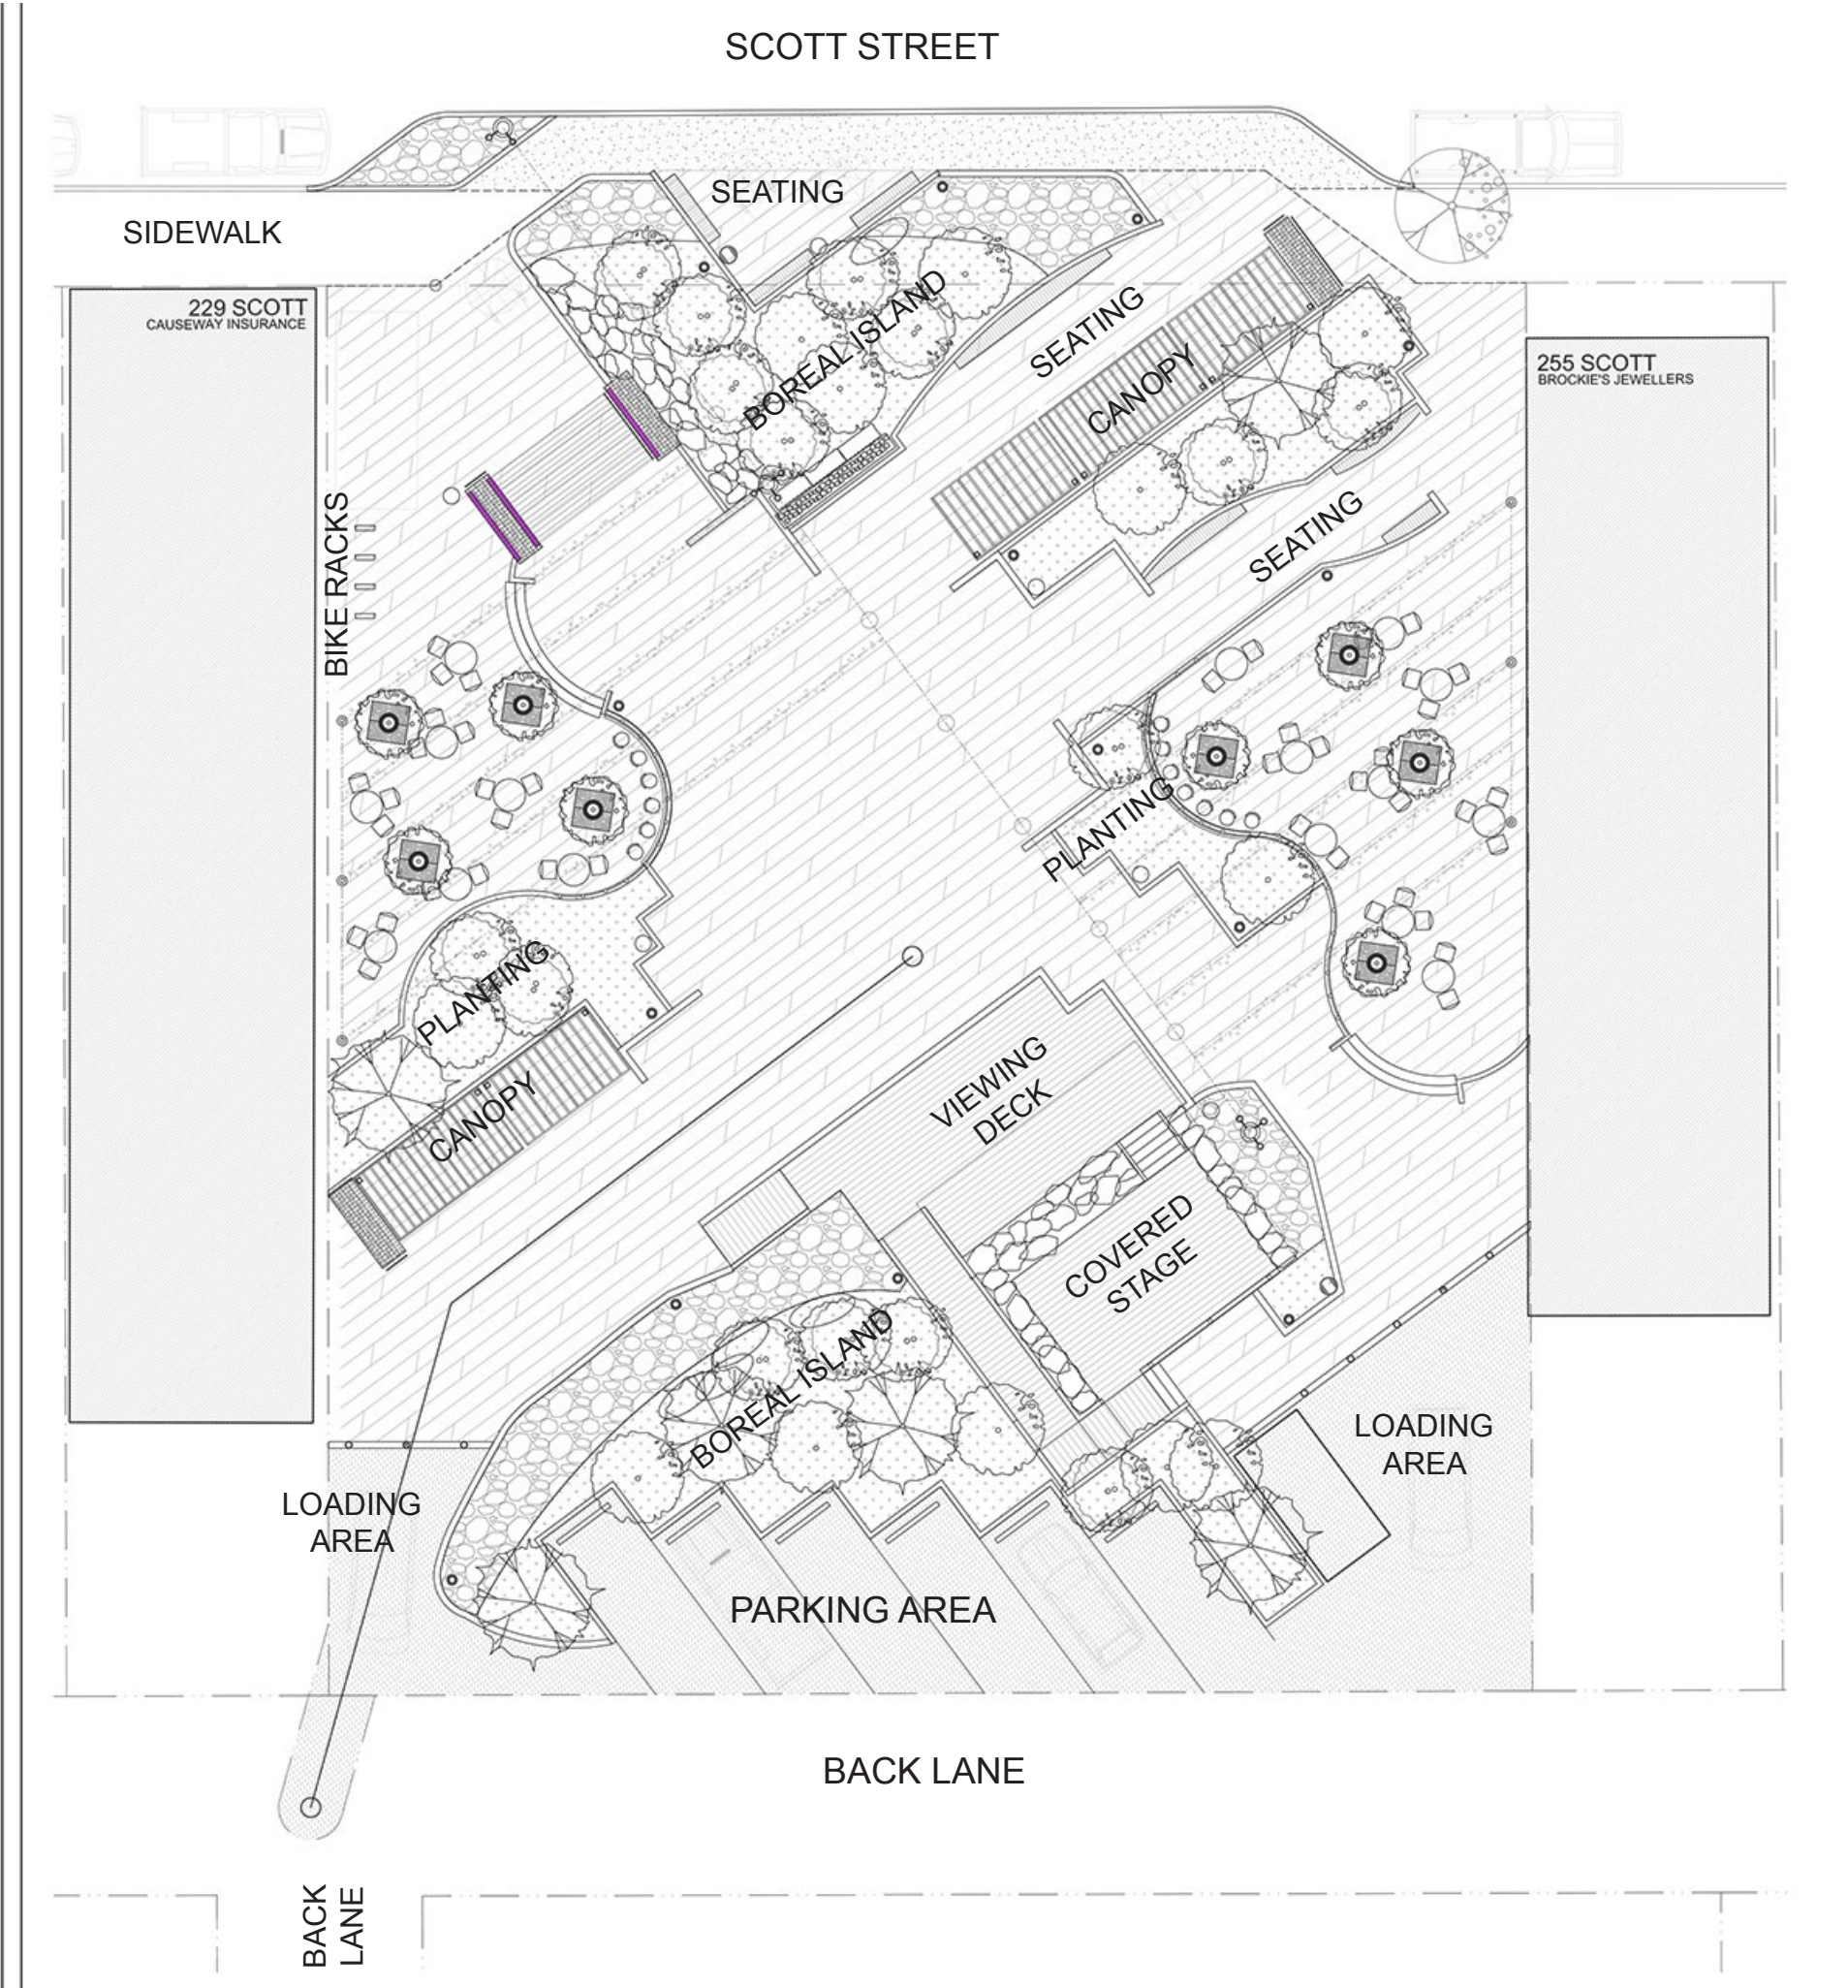 SCOTT STREET
SEATING
SIDEWALK
229 SCOTT
CAUSEWAY INSURANCE
BOREAL ISLAND
SEATING
CANOPY
255 SCOTT
BROCKIE'S JEWELLERS
BIKE RACKS
SEATING
PLANTING
PLANTING
CANOPY
VIEWING
DECK
COVERED
STAGE
BOREAL ISLAND
LOADING
AREA
LOADING
AREA
PARKING AREA
BACK LANE
BACK
LANE